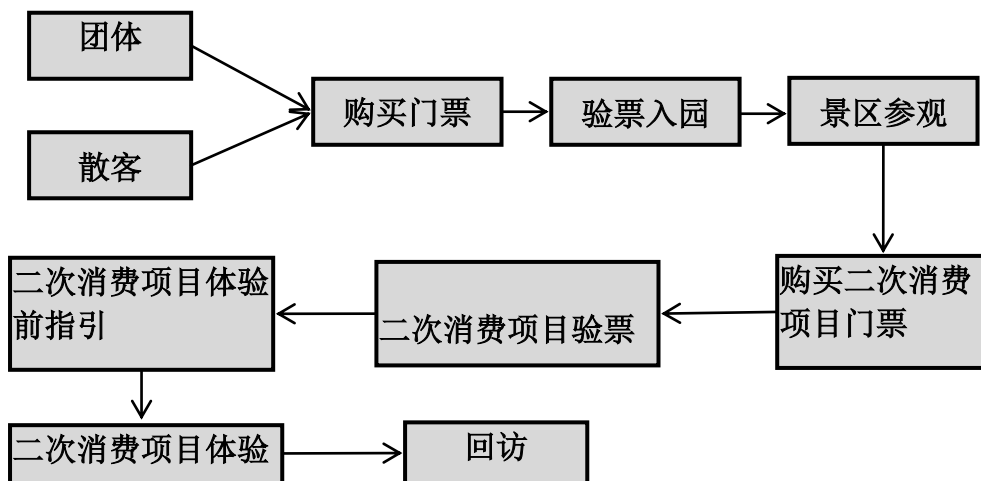 团体
散客
购买门票
验票入园
景区参观
购买二次消费
项目门票
二次消费项目验票
二次消费项目体验
前指引
二次消费项目体验
回访